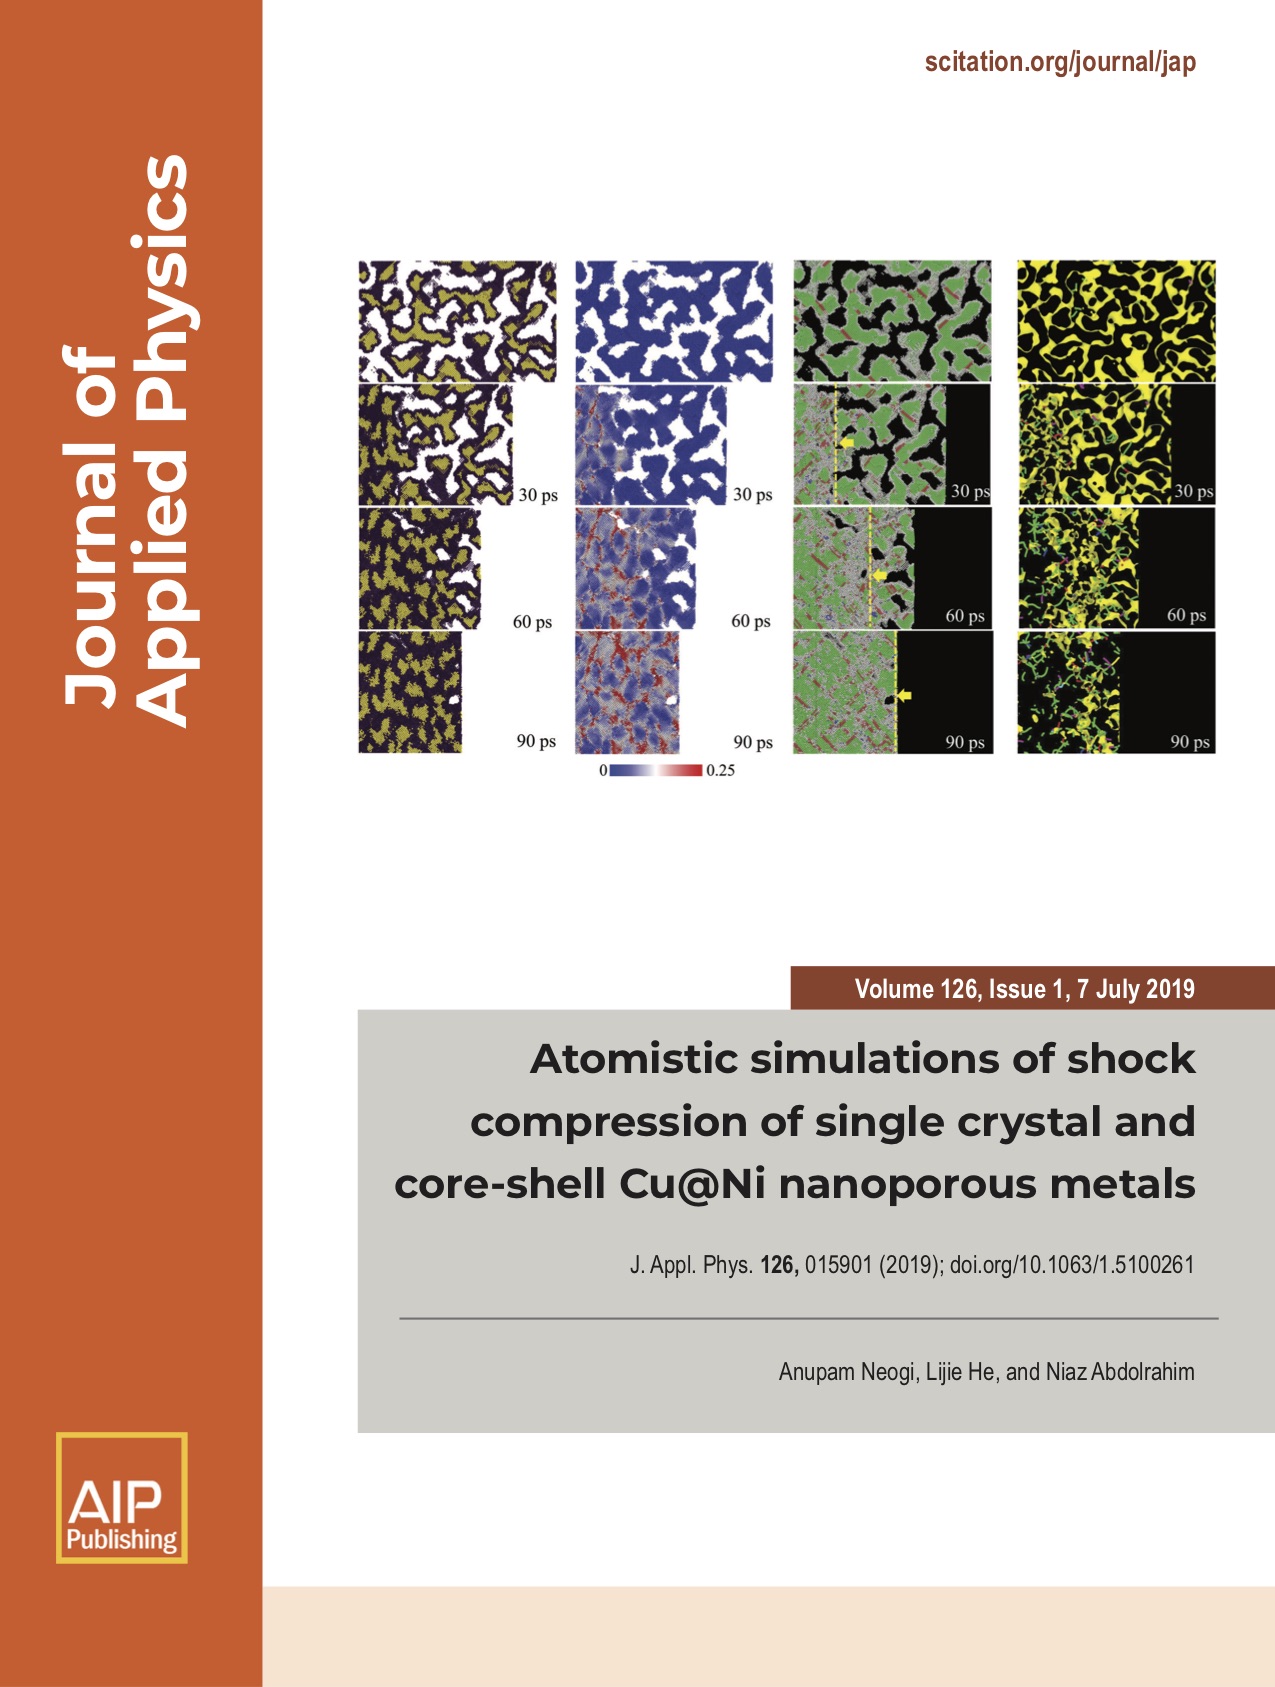 scitation.org/journal/jap
Journal of
Applied Physics
30 ps
30 ps
30 ps
30 ps
60 ps
60 ps
60 ps
60 ps
90 ps
90 ps
90 ps
90 ps
0
0.25
Volume 126, Issue 1, 7 July 2019
Atomistic simulations of shock
compression of single crystal and
core-shell Cu@Ni nanoporous metals
J. Appl. Phys. 126, 015901 (2019); doi.org/10.1063/1.5100261
Anupam Neogi, Lijie He, and Niaz Abdolrahim
AIP
Publishing